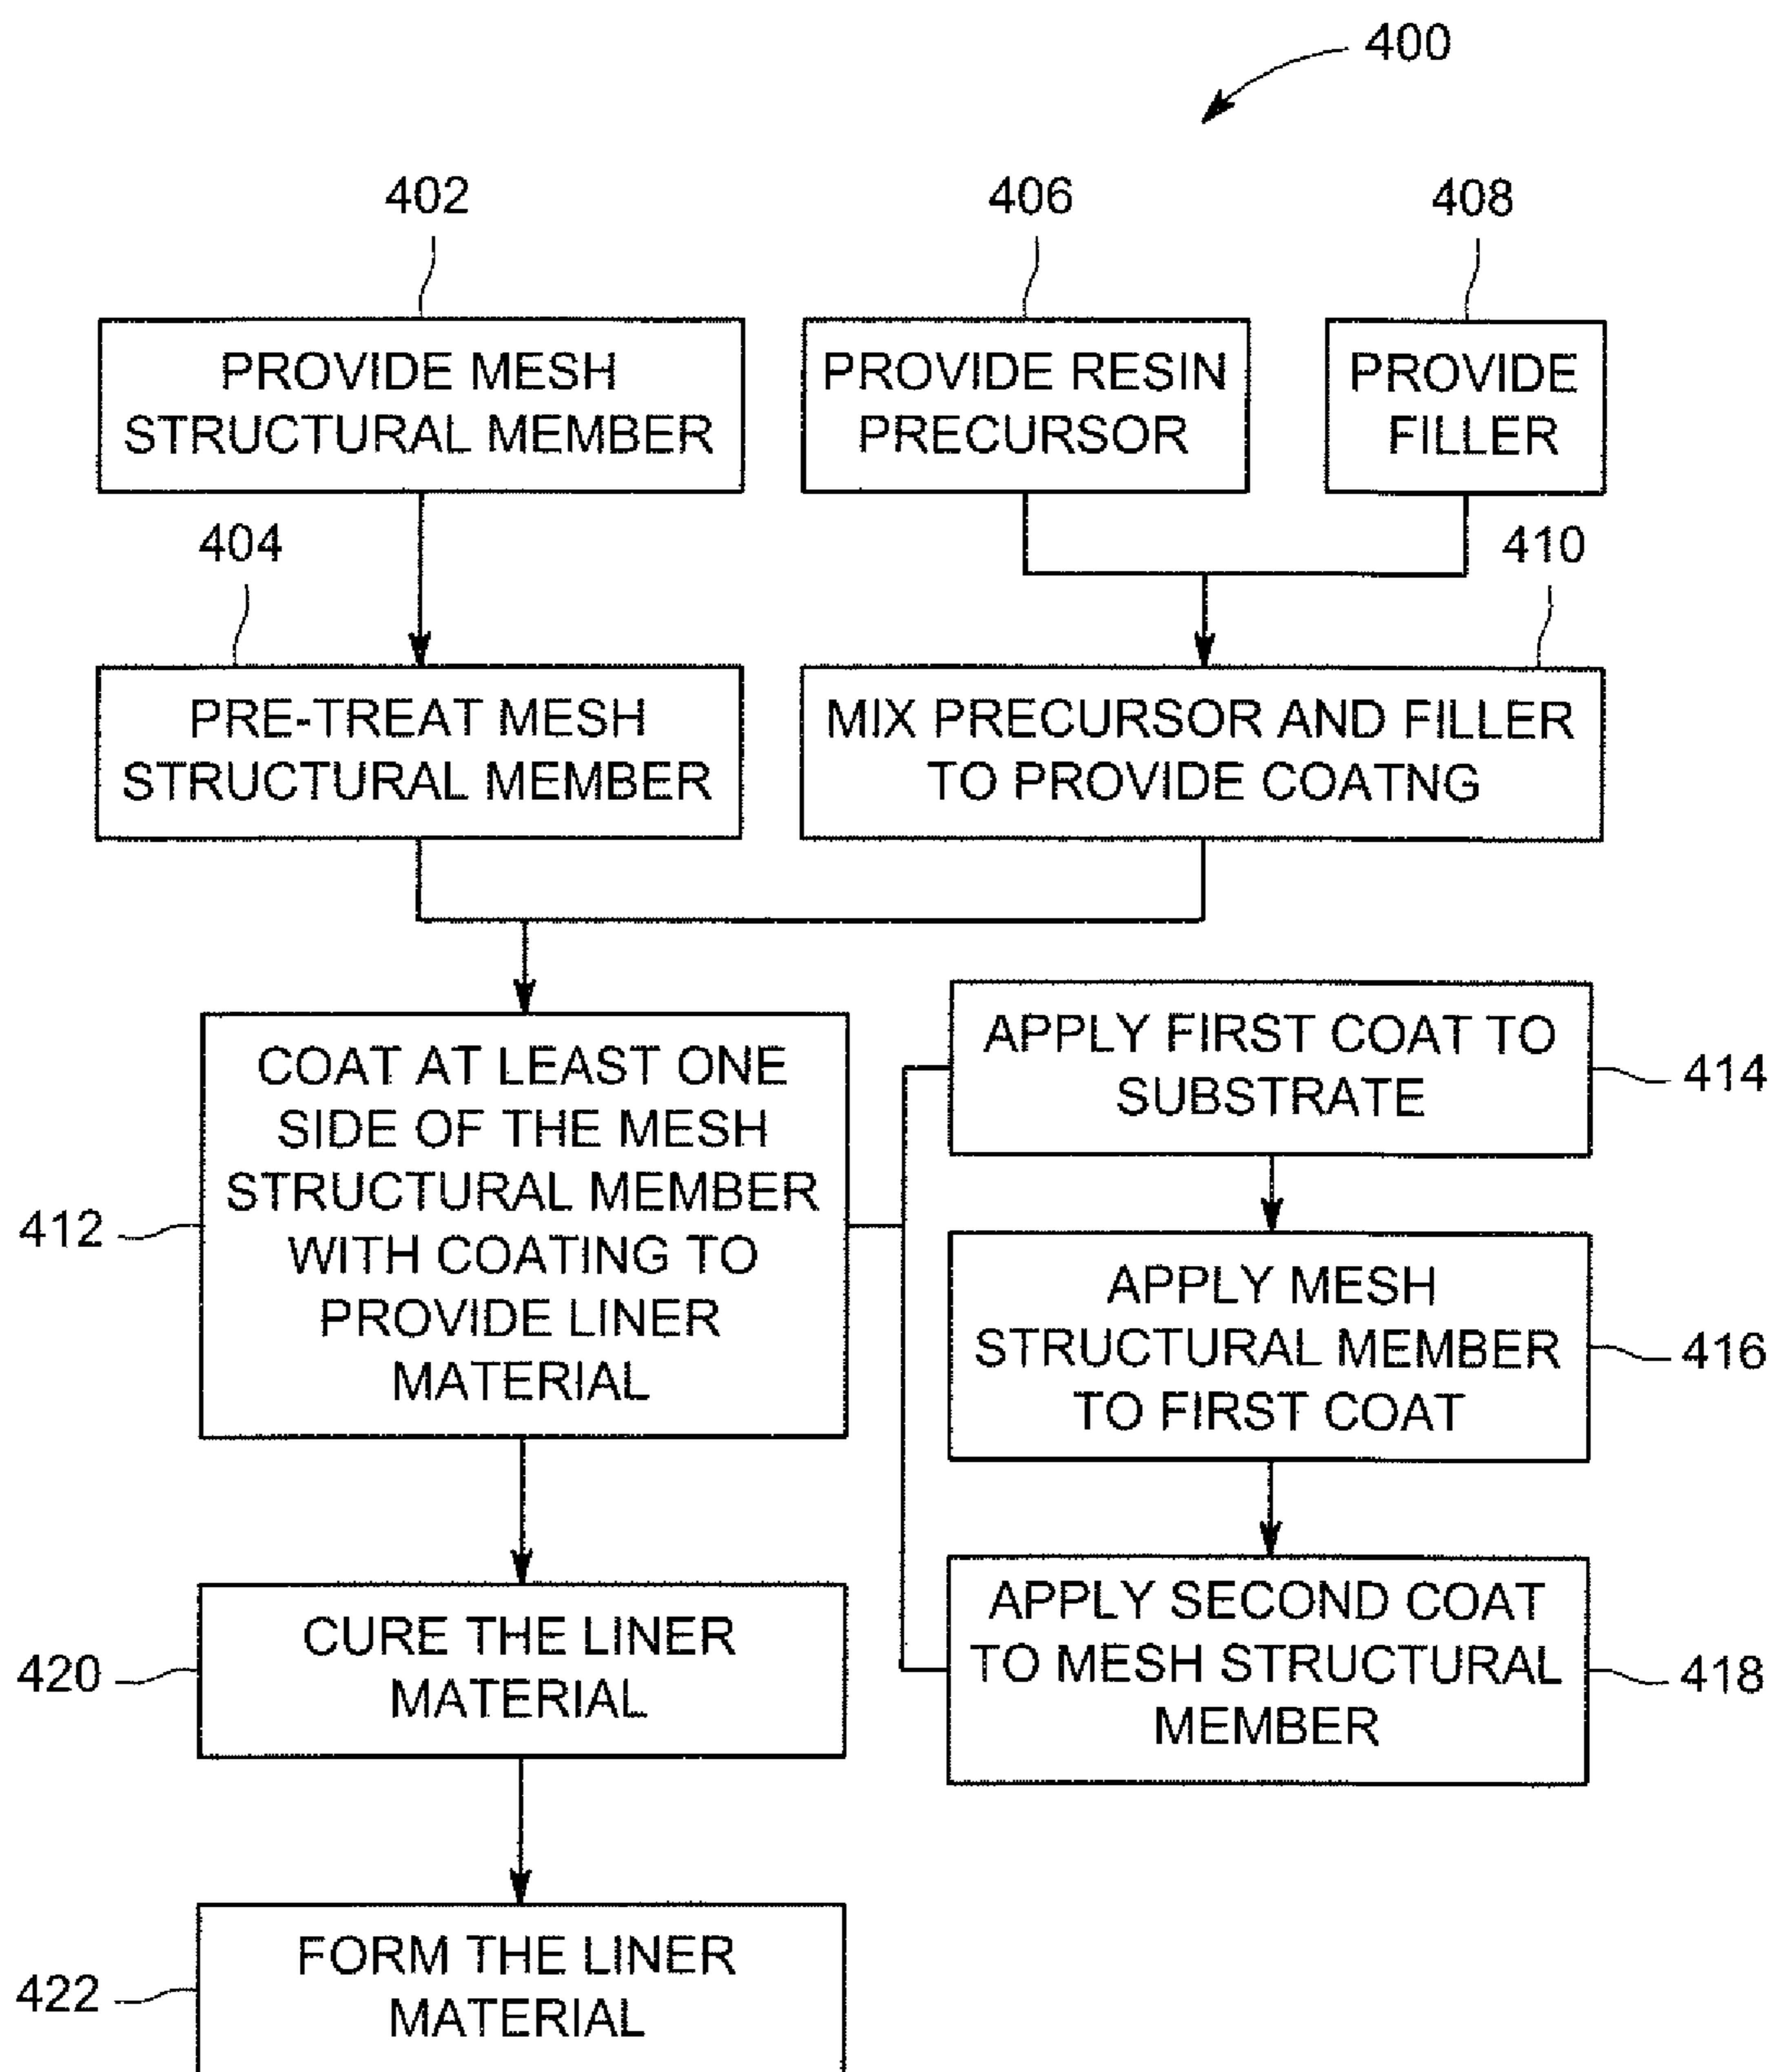 400
402
406
408
PROVIDE MESH
STRUCTURAL MEMBER
PROVIDE RESIN
PRECURSOR
PROVIDE
FILLER
404
410
PRE-TREAT MESH
STRUCTURAL MEMBER
MIX PRECURSOR AND FILLER
TO PROVIDE COATNG
412
COAT AT LEAST ONE
SIDE OF THE MESH
STRUCTURAL MEMBER
WITH COATING TO
PROVIDE LINER
MATERIAL
APPLY FIRST COAT TO
SUBSTRATE
414
APPLY MESH
STRUCTURAL MEMBER
TO FIRST COAT
416
APPLY SECOND COAT
TO MESH STRUCTURAL
MEMBER
418
420
CURE THE LINER
MATERIAL
422
FORM THE LINER
MATERIAL